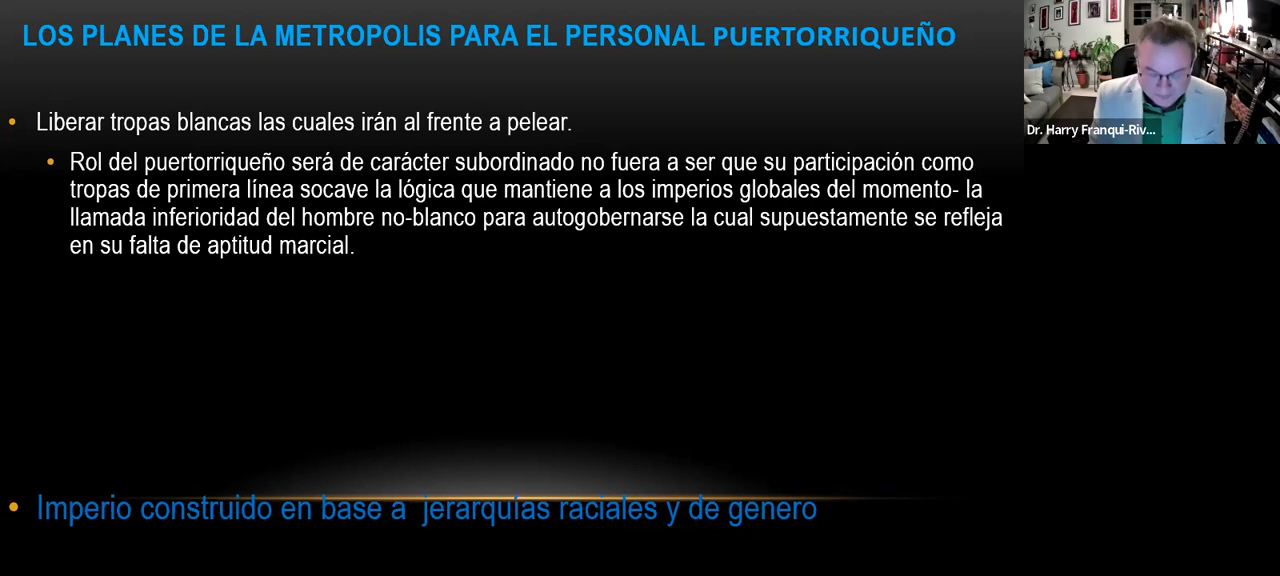 LOS PLANES DE LA METROPOLIS PARA EL PERSONAL PUERTORRIQUEÑO
• Liberar tropas blancas las cuales irán al frente a pelear.
• Rol del puertorriqueño será de carácter subordinado no fuera a ser que su participación como
tropas de primera línea socave la lógica que mantiene a los imperios globales del momento- la
llamada inferioridad del hombre no-blanco para autogobernarse la cual supuestamente se refleja
en su falta de aptitud marcial.
• Imperio construido en base a jerarquías raciales y de genero
Dr. Harry Franqui-Riv...